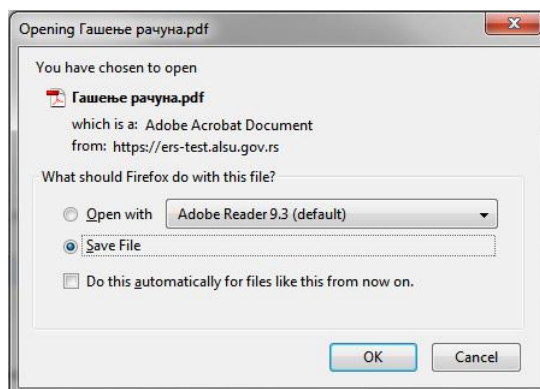 Opening Гашење рачуна.pdf
You have chosen to open
Гашење рачуна.pdf
which is a: Adobe Acrobat Document
from: https://ers-test.alsu.gov.rs
What should Firefox do with this file?
Open with Adobe Reader 9.3 (default)
Save File
Do this automatically for files like this from now on.
OK Cancel